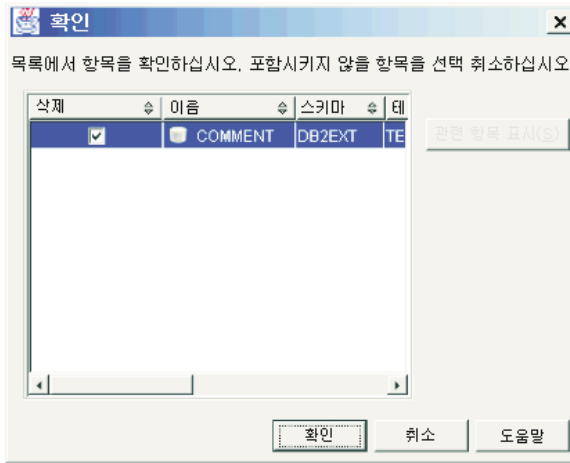 확인
목록에서 항목을 확인하십시오. 포함시키지 않을 항목을 선택 취소하십시오
삭제 이름 스키마 테
COMMENT DB2EXT TE
관련 항목 표시(S)
확인 취소 도움말